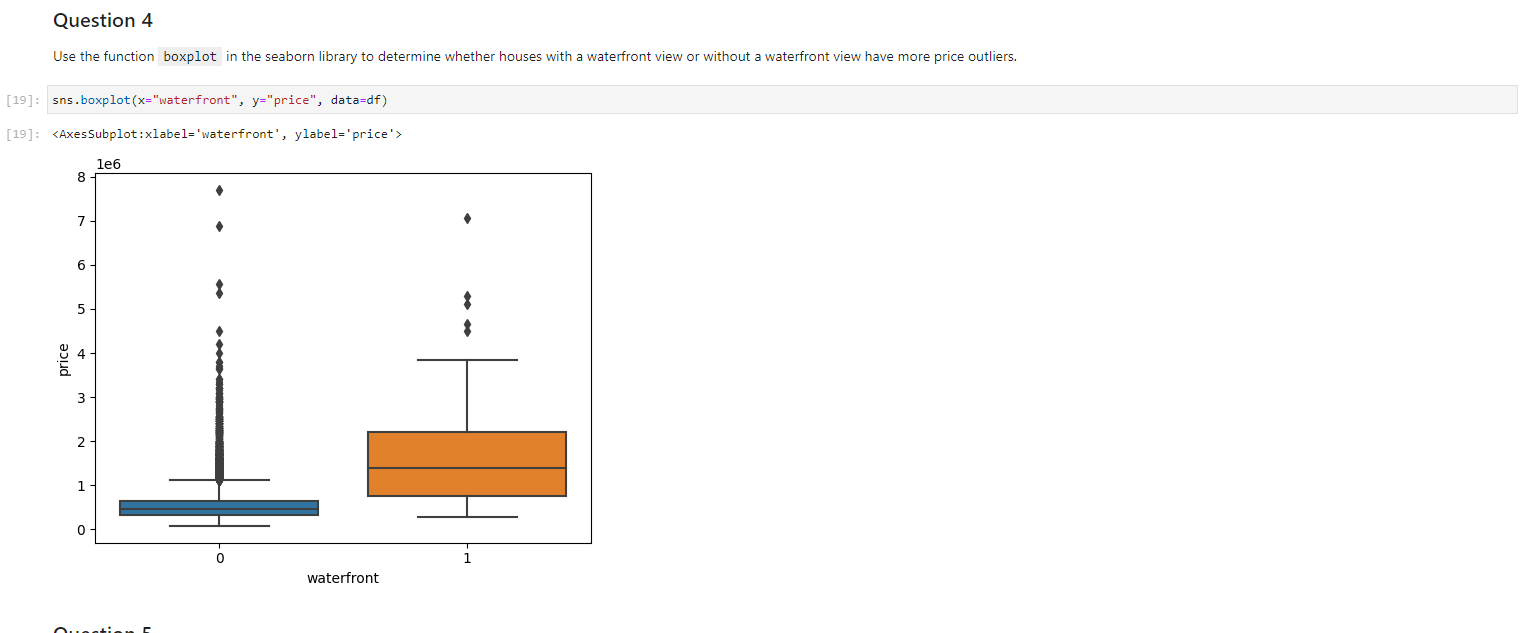 Question 4
Use the function boxplot in the seaborn library to determine whether houses with a waterfront view or without a waterfront view have more price outliers.
[19]: sns.boxplot(x="waterfront", y="price", data=df)
[19]: <AxesSubplot:xlabel='waterfront', ylabel='price'>
1e6
8
7
6
5
4
price
3
2
1
0
0 1
waterfront
Question 5